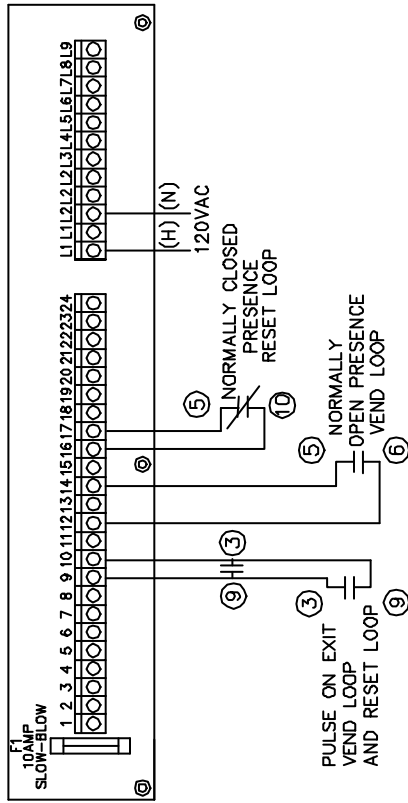 F1
10AMP
SLOW-BLOW
1 2 3 4 5 6 7 8 9 10 11 12 13 14 15 16 17 18 19 20 21 22 23 24
L1 L1 L2 L2 L2 L3 L4 L5 L6 L7 L8 L9
(H) (N)
120VAC
5
NORMALLY CLOSED
PRESENCE
RESET LOOP
10
5
NORMALLY
OPEN PRESENCE
VEND LOOP
6
9 3
3
9
PULSE ON EXIT
VEND LOOP
AND RESET LOOP